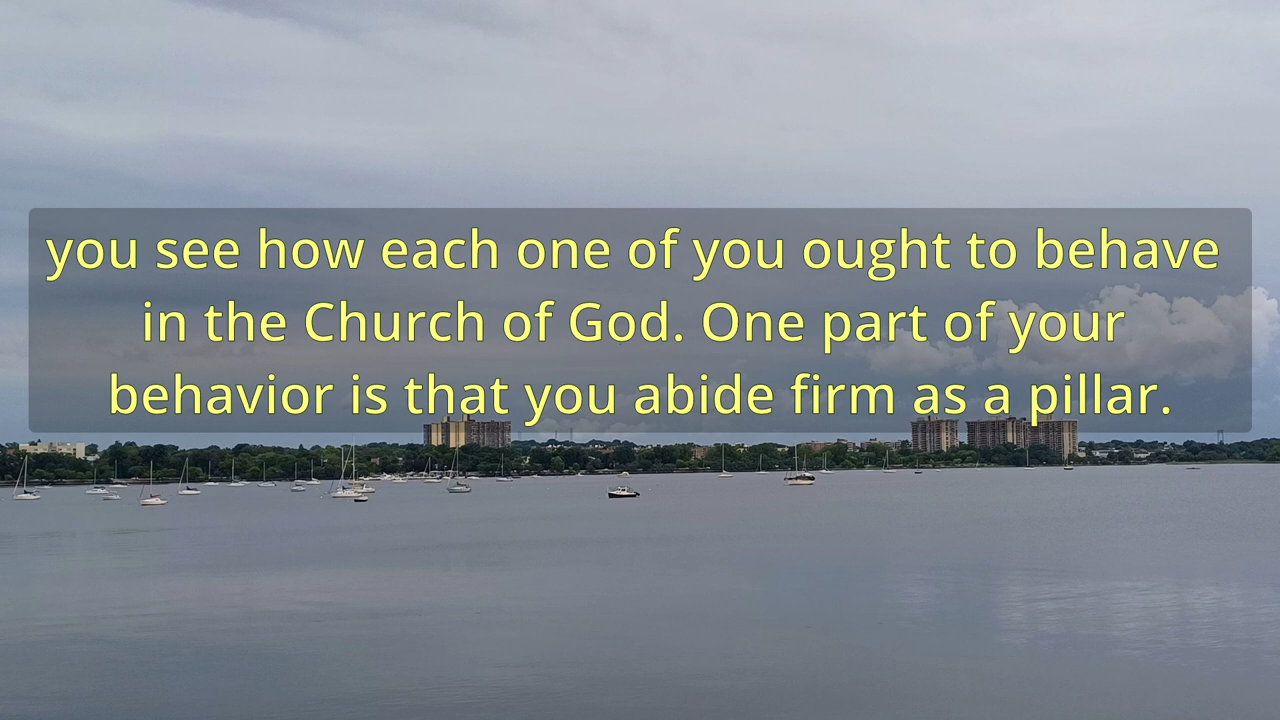 you see how each one of you ought to behave
in the Church of God. One part of your
behavior is that you abide firm as a pillar.